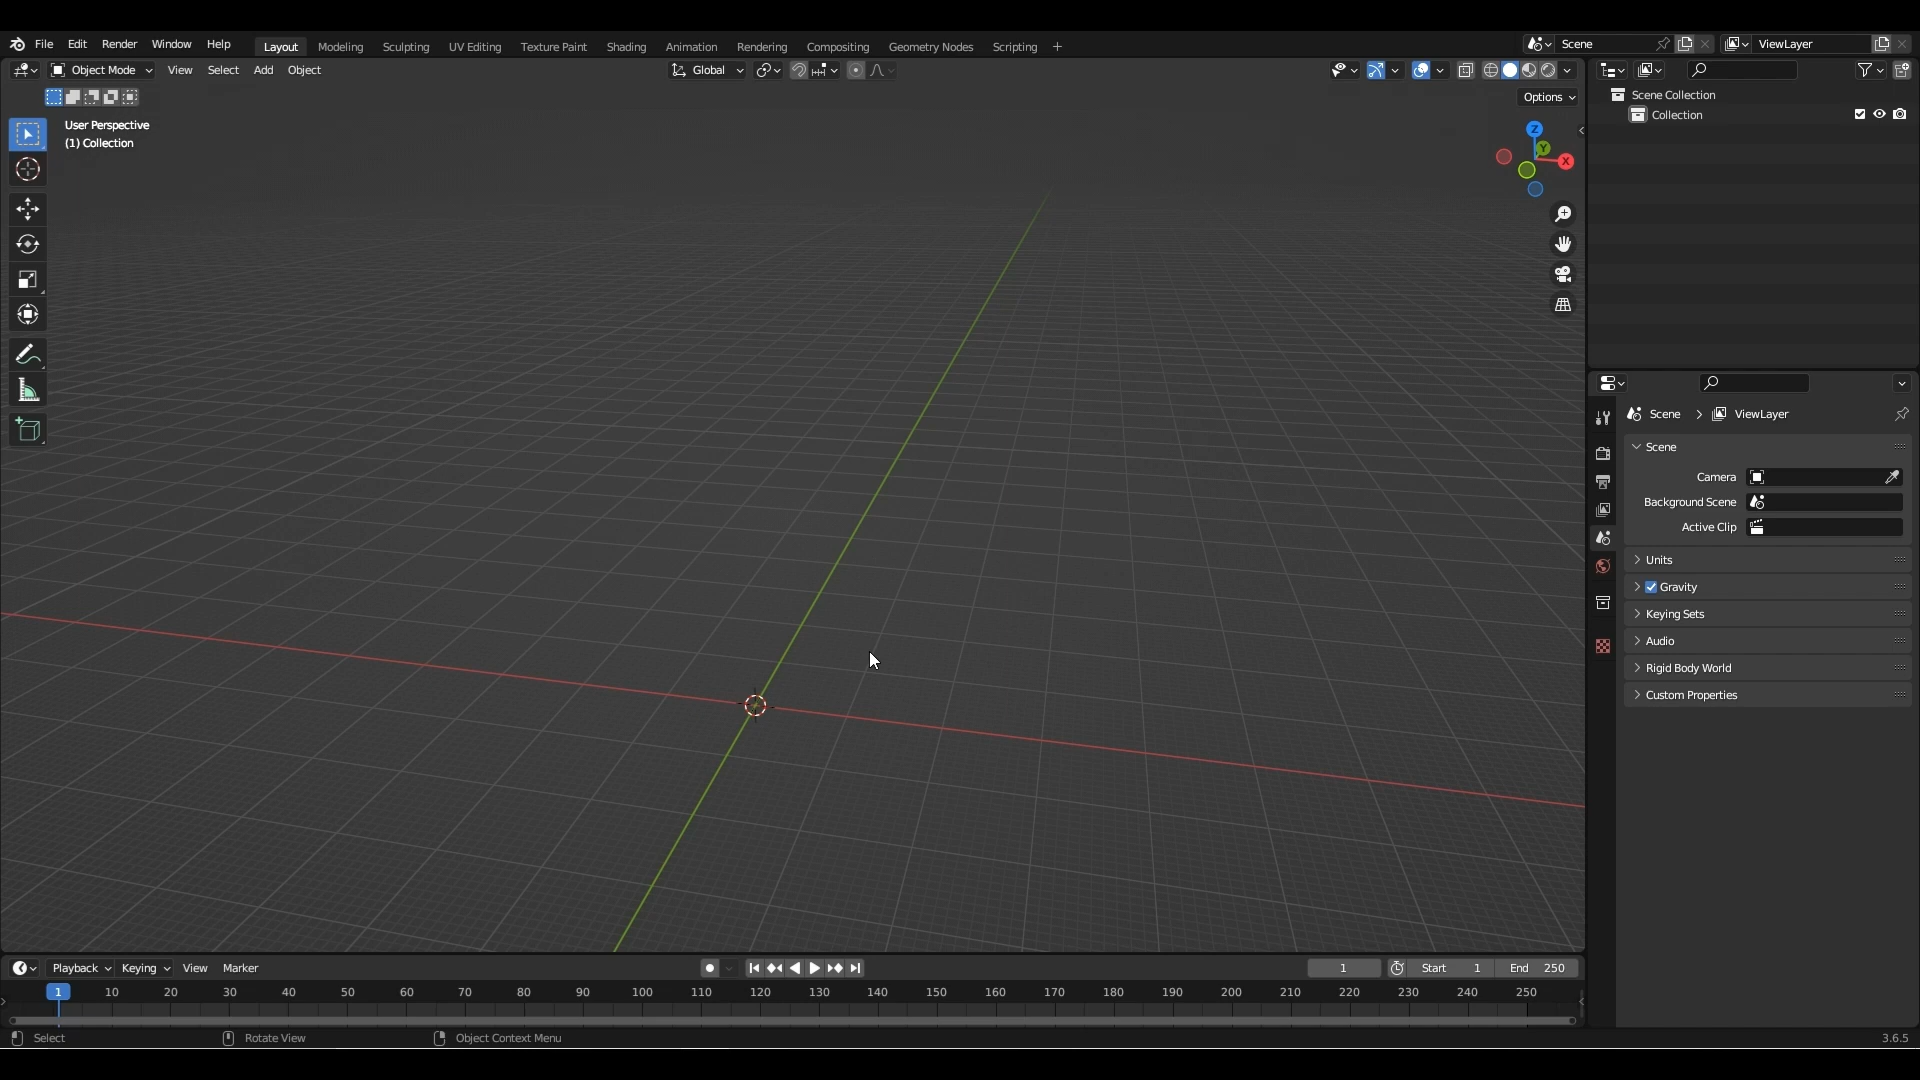 File Edit Render Window Help Layout Modeling Sculpting UV Editing Texture Paint Shading Animation Rendering Compositing Geometry Nodes Scripting + Scene ViewLayer
Object Mode View Select Add Object Global
Options
User Perspective
(1) Collection
Z
Y
X
Scene Collection
Collection
Scene > ViewLayer
Scene
Camera
Background Scene
Active Clip
Units
Gravity
Keying Sets
Audio
Rigid Body World
Custom Properties
Playback Keying View Marker 1 Start 1 End 250
1 10 20 30 40 50 60 70 80 90 100 110 120 130 140 150 160 170 180 190 200 210 220 230 240 250
Select Rotate View Object Context Menu 3.6.5